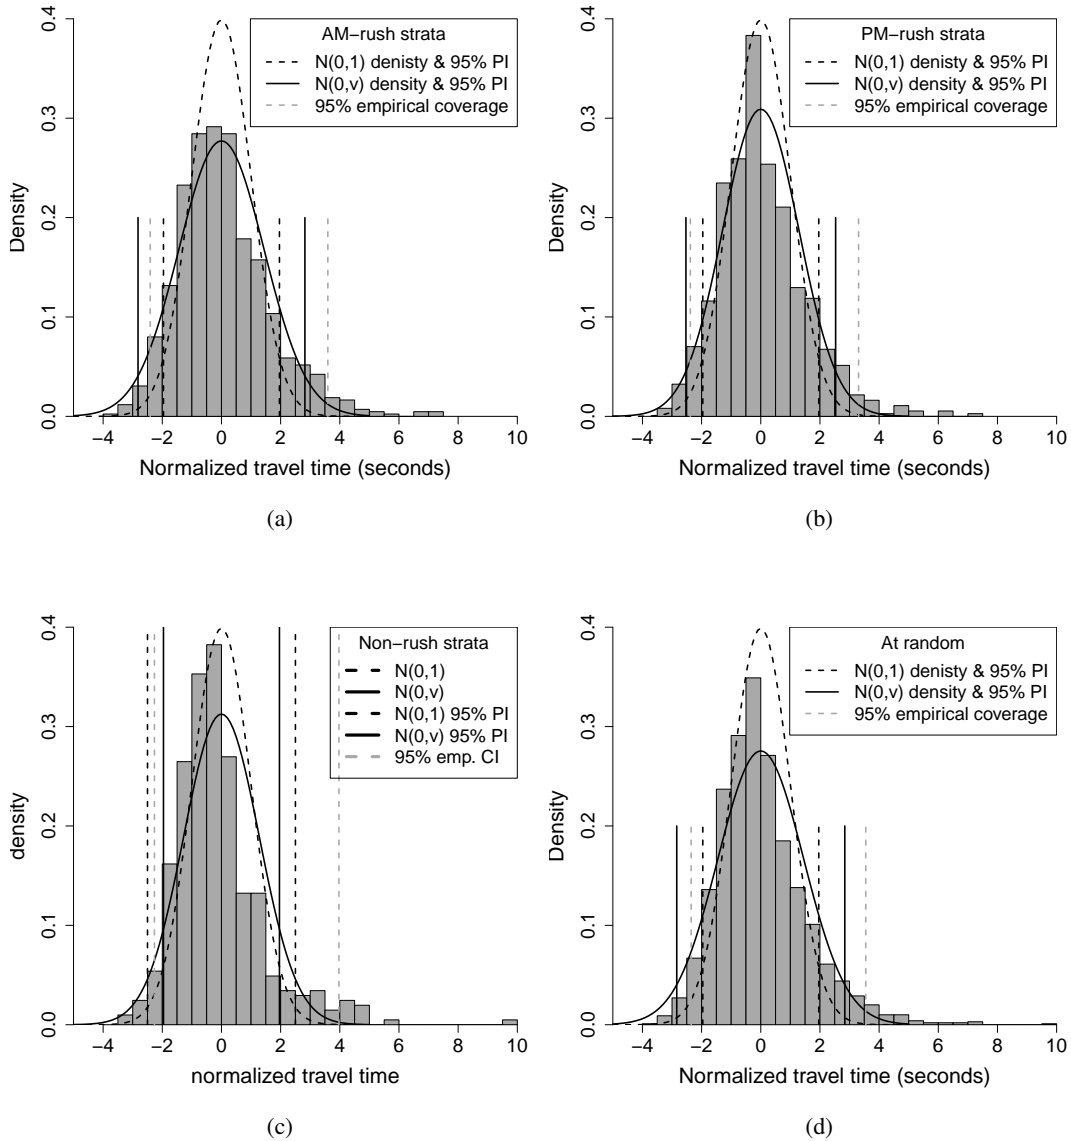 AM−rush strata
N(0,1) denisty & 95% PI
N(0,v) density & 95% PI
95% empirical coverage
Density
0.0 0.1 0.2 0.3 0.4
−4 −2 0 2 4 6 8 10
Normalized travel time (seconds)
(a)
PM−rush strata
N(0,1) denisty & 95% PI
N(0,v) density & 95% PI
95% empirical coverage
Density
0.0 0.1 0.2 0.3 0.4
−4 −2 0 2 4 6 8 10
Normalized travel time (seconds)
(b)
Non−rush strata
N(0,1)
N(0,v)
N(0,1) 95% PI
N(0,v) 95% PI
95% emp. CI
density
0.0 0.1 0.2 0.3 0.4
−4 −2 0 2 4 6 8 10
normalized travel time
(c)
At random
N(0,1) denisty & 95% PI
N(0,v) density & 95% PI
95% empirical coverage
Density
0.0 0.1 0.2 0.3 0.4
−4 −2 0 2 4 6 8 10
Normalized travel time (seconds)
(d)